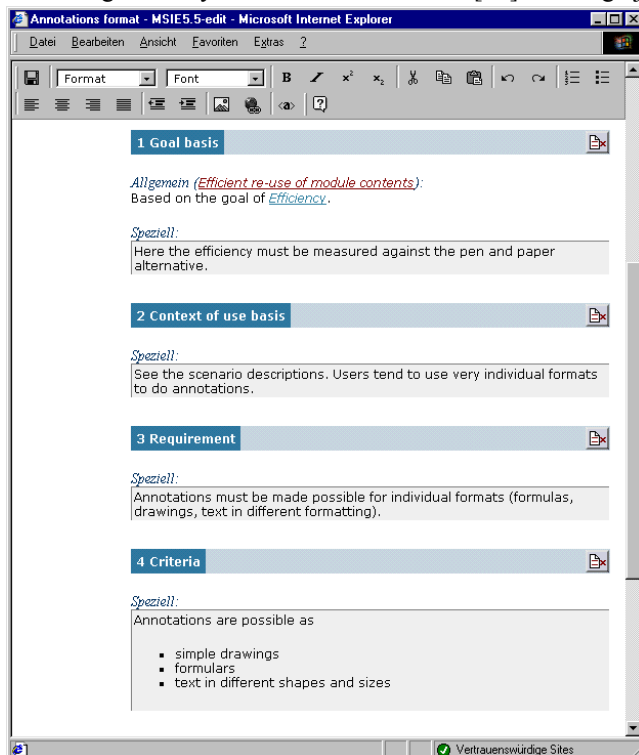 Annotations format - MSIE5.5-edit - Microsoft Internet Explorer
Datei Bearbeiten Ansicht Favoriten Extras ?
Format Font B I x² x₂
<a> ?
1 Goal basis
Allgemein (Efficient re-use of module contents):
Based on the goal of Efficiency.
Speziell:
Here the efficiency must be measured against the pen and paper
alternative.
2 Context of use basis
Speziell:
See the scenario descriptions. Users tend to use very individual formats
to do annotations.
3 Requirement
Speziell:
Annotations must be made possible for individual formats (formulas,
drawings, text in different formatting).
4 Criteria
Speziell:
Annotations are possible as
▪ simple drawings
▪ formulars
▪ text in different shapes and sizes
Vertrauenswürdige Sites